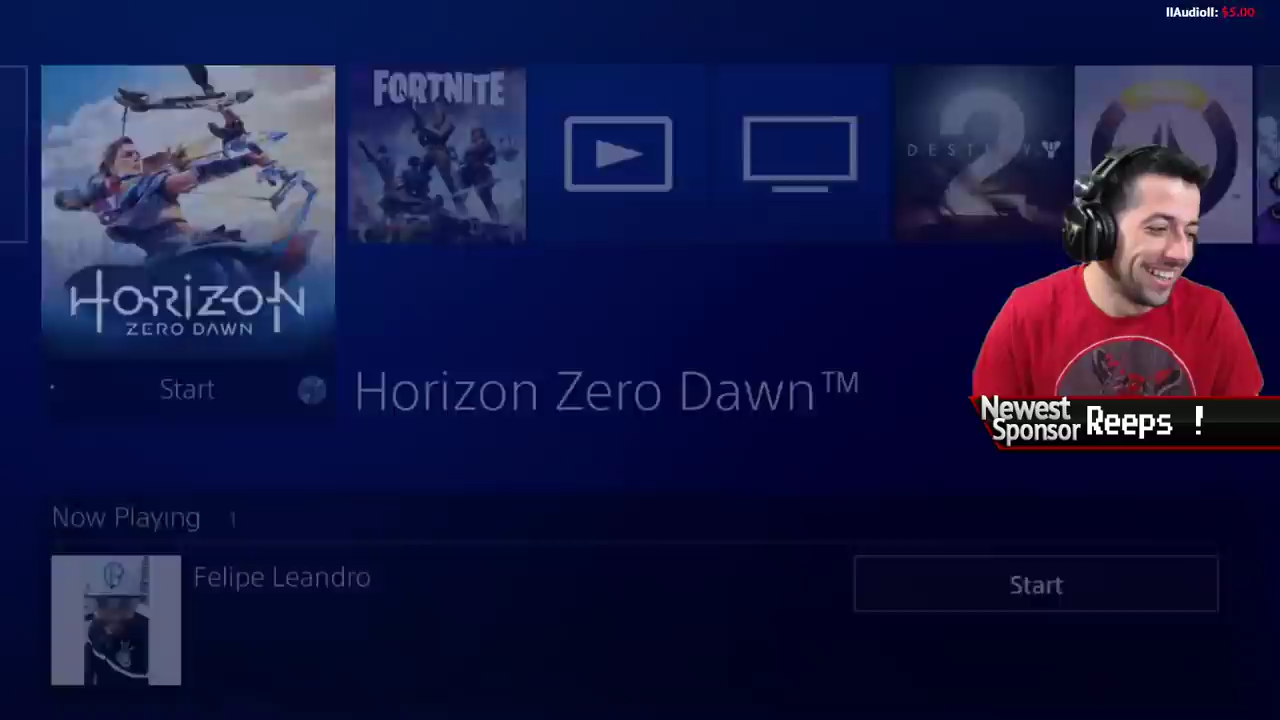 llAudioll: $5.00
FORTNITE
DESTINY 2
HORIZON
ZERO DAWN
Start
Horizon Zero Dawn™
Newest
Sponsor
Reeps !
Now Playing 1
Felipe Leandro
Start